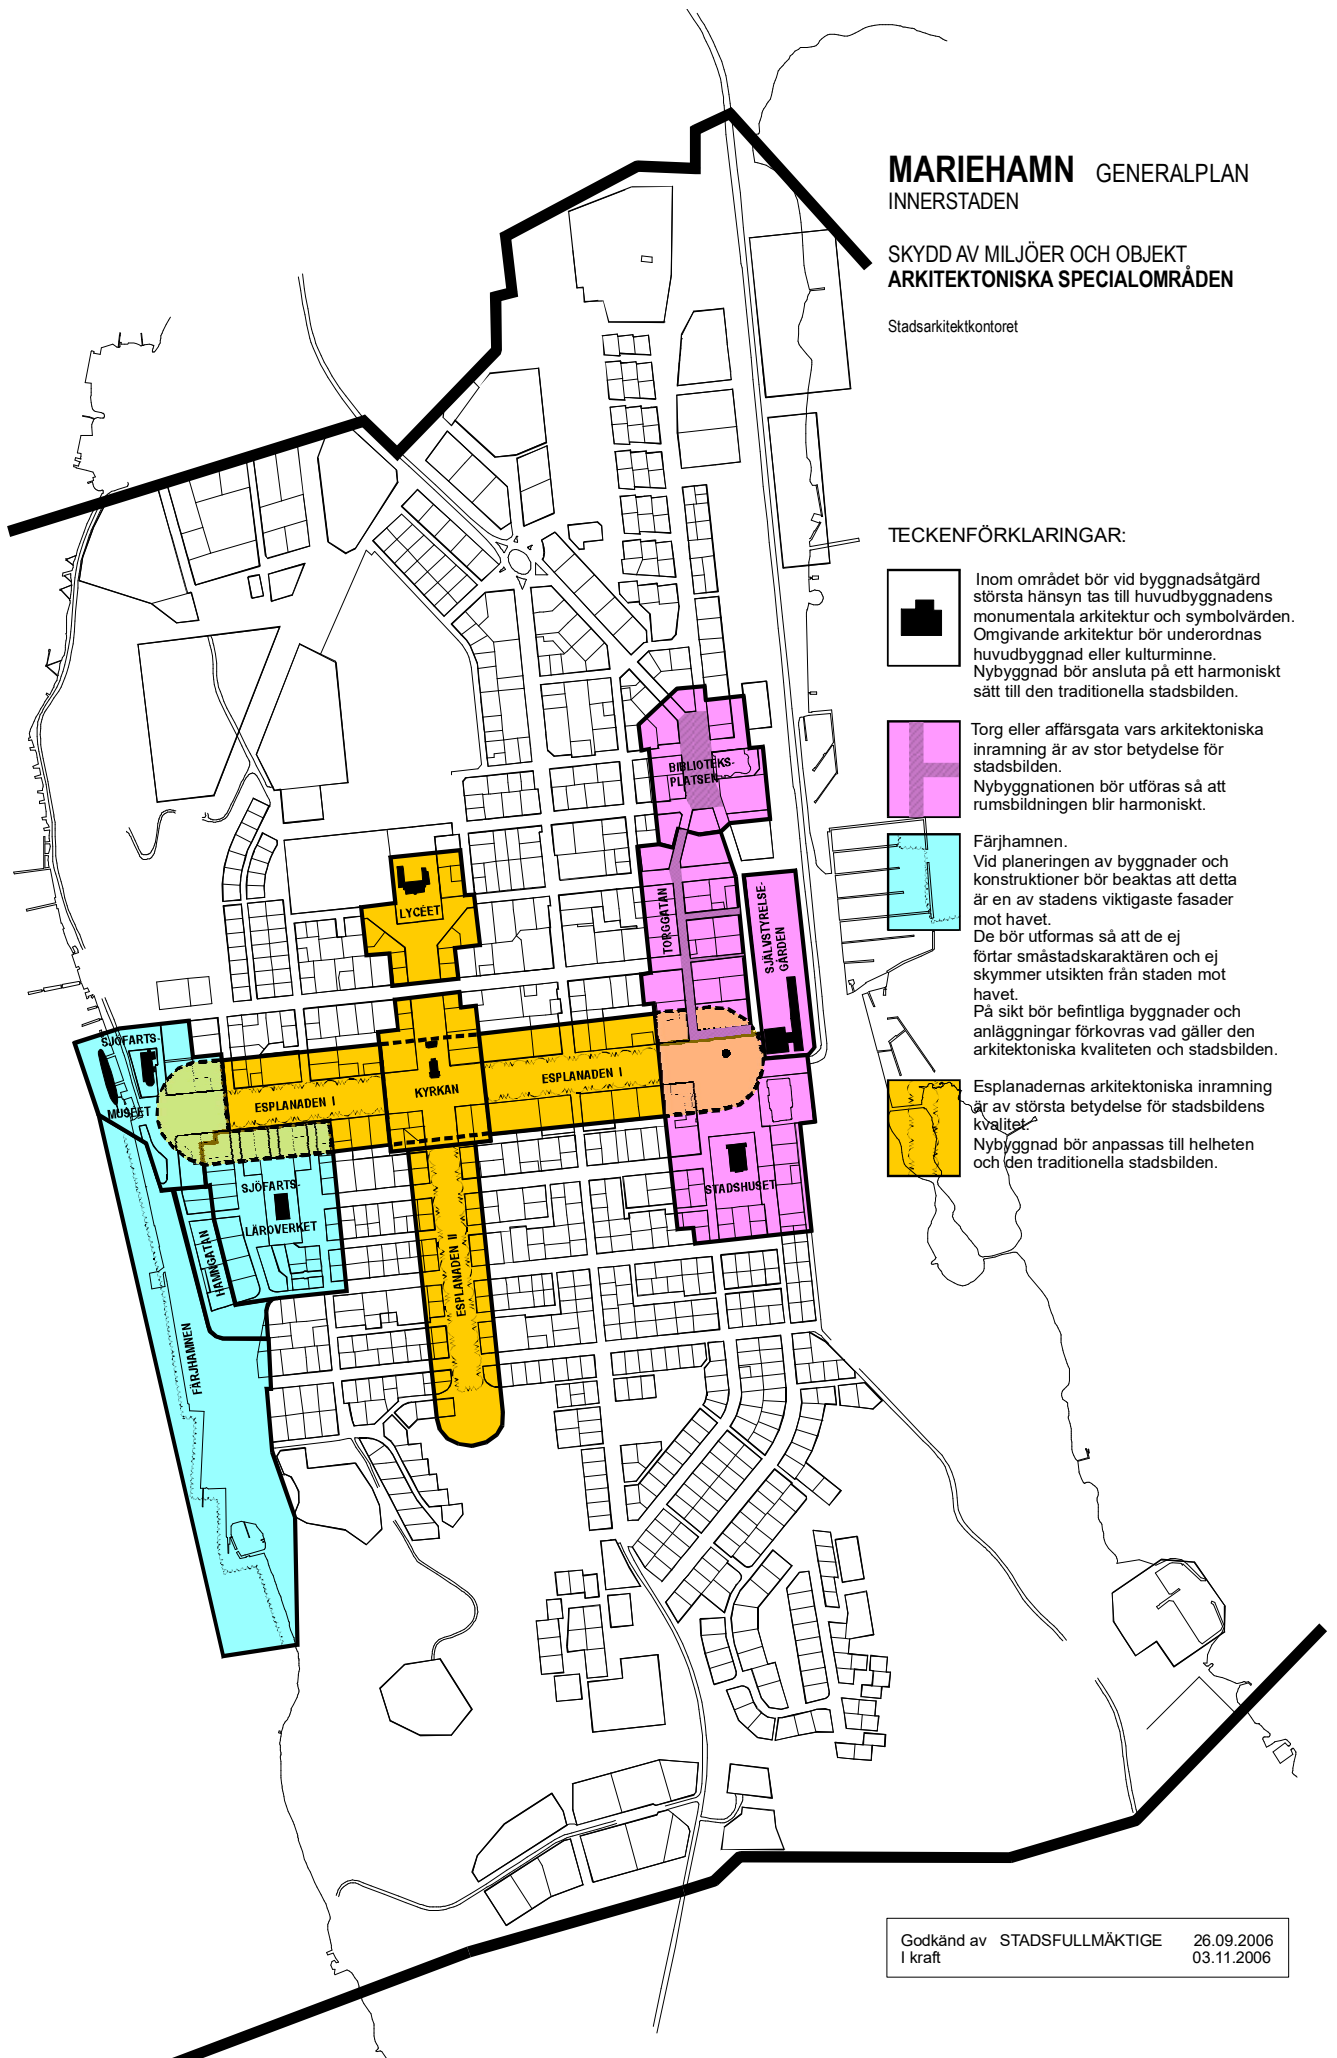 MARIEHAMN GENERALPLAN
INNERSTADEN
SKYDD AV MILJÖER OCH OBJEKT
ARKITEKTONISKA SPECIALOMRÅDEN
Stadsarkitektkontoret
TECKENFÖRKLARINGAR:
Inom området bör vid byggnadsåtgärd
största hänsyn tas till huvudbyggnadens
monumentala arkitektur och symbolvärden.
Omgivande arkitektur bör underordnas
huvudbyggnad eller kulturminne.
Nybyggnad bör ansluta på ett harmoniskt
sätt till den traditionella stadsbilden.
Torg eller affärsgata vars arkitektoniska
inramning är av stor betydelse för
stadsbilden.
Nybyggnationen bör utföras så att
rumsbildningen blir harmoniskt.
Färjhamnen.
Vid planeringen av byggnader och
konstruktioner bör beaktas att detta
är en av stadens viktigaste fasader
mot havet.
De bör utformas så att de ej
förtar småstadskaraktären och ej
skymmer utsikten från staden mot
havet.
På sikt bör befintliga byggnader och
anläggningar förkovras vad gäller den
arkitektoniska kvaliteten och stadsbilden.
Esplanadernas arkitektoniska inramning
är av största betydelse för stadsbildens
kvalitet.
Nybyggnad bör anpassas till helheten
och den traditionella stadsbilden.
BIBLIOTEKS-
PLATSEN
TORGGATAN
SJÄLVSTYRELSE-
GÅRDEN
LYCÉET
SJÖFARTS-
MUSEET
ESPLANADEN I
KYRKAN
ESPLANADEN I
STADSHUSET
SJÖFARTS-
LÄROVERKET
HAMNGATAN
ESPLANADEN II
FÄRJHAMNEN
Godkänd av STADSFULLMÄKTIGE 26.09.2006
I kraft 03.11.2006